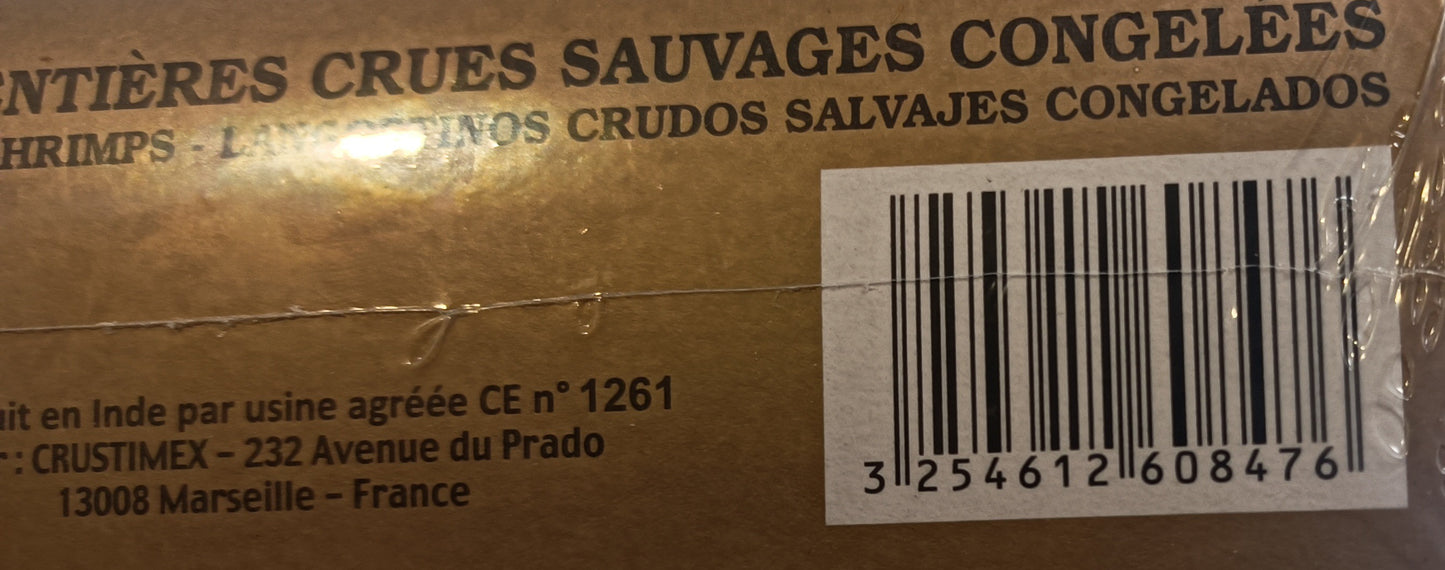 ENTIÈRES CRUES SAUVAGES CONGELÉES
HRIMPS - LANGOSTINOS CRUDOS SALVAJES CONGELADOS
it en Inde par usine agréée CE n° 1261
: CRUSTIMEX – 232 Avenue du Prado
13008 Marseille – France
3 254612 608476